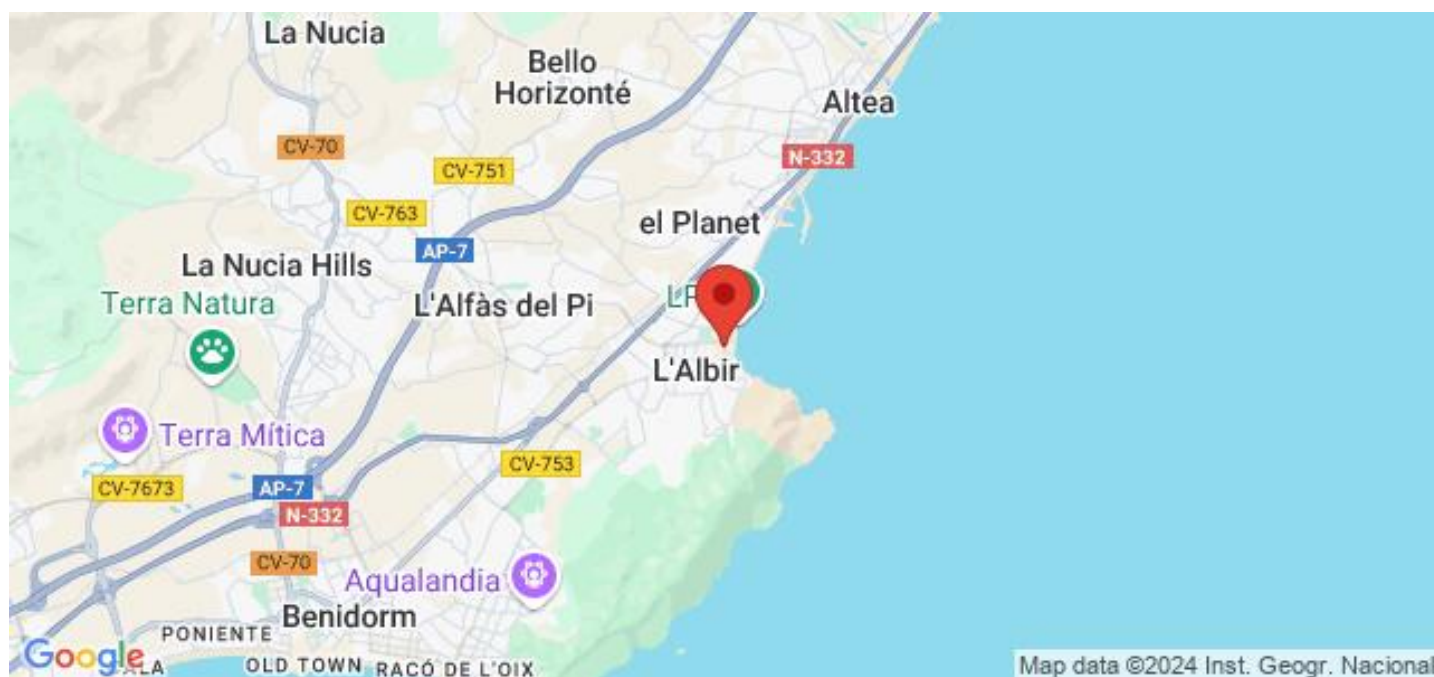 La Nucia
Bello
Horizonté
Altea
CV-70
N-332
CV-751
CV-763
el Planet
AP-7
La Nucia Hills
Terra Natura
L'Alfàs del Pi
L'Albir
Terra Mítica
CV-753
CV-7673
AP-7
N-332
CV-70
Aqualandia
Benidorm
PONIENTE
Google
OLD TOWN
RACÓ DE L'OIX
Map data ©2024 Inst. Geogr. Nacional